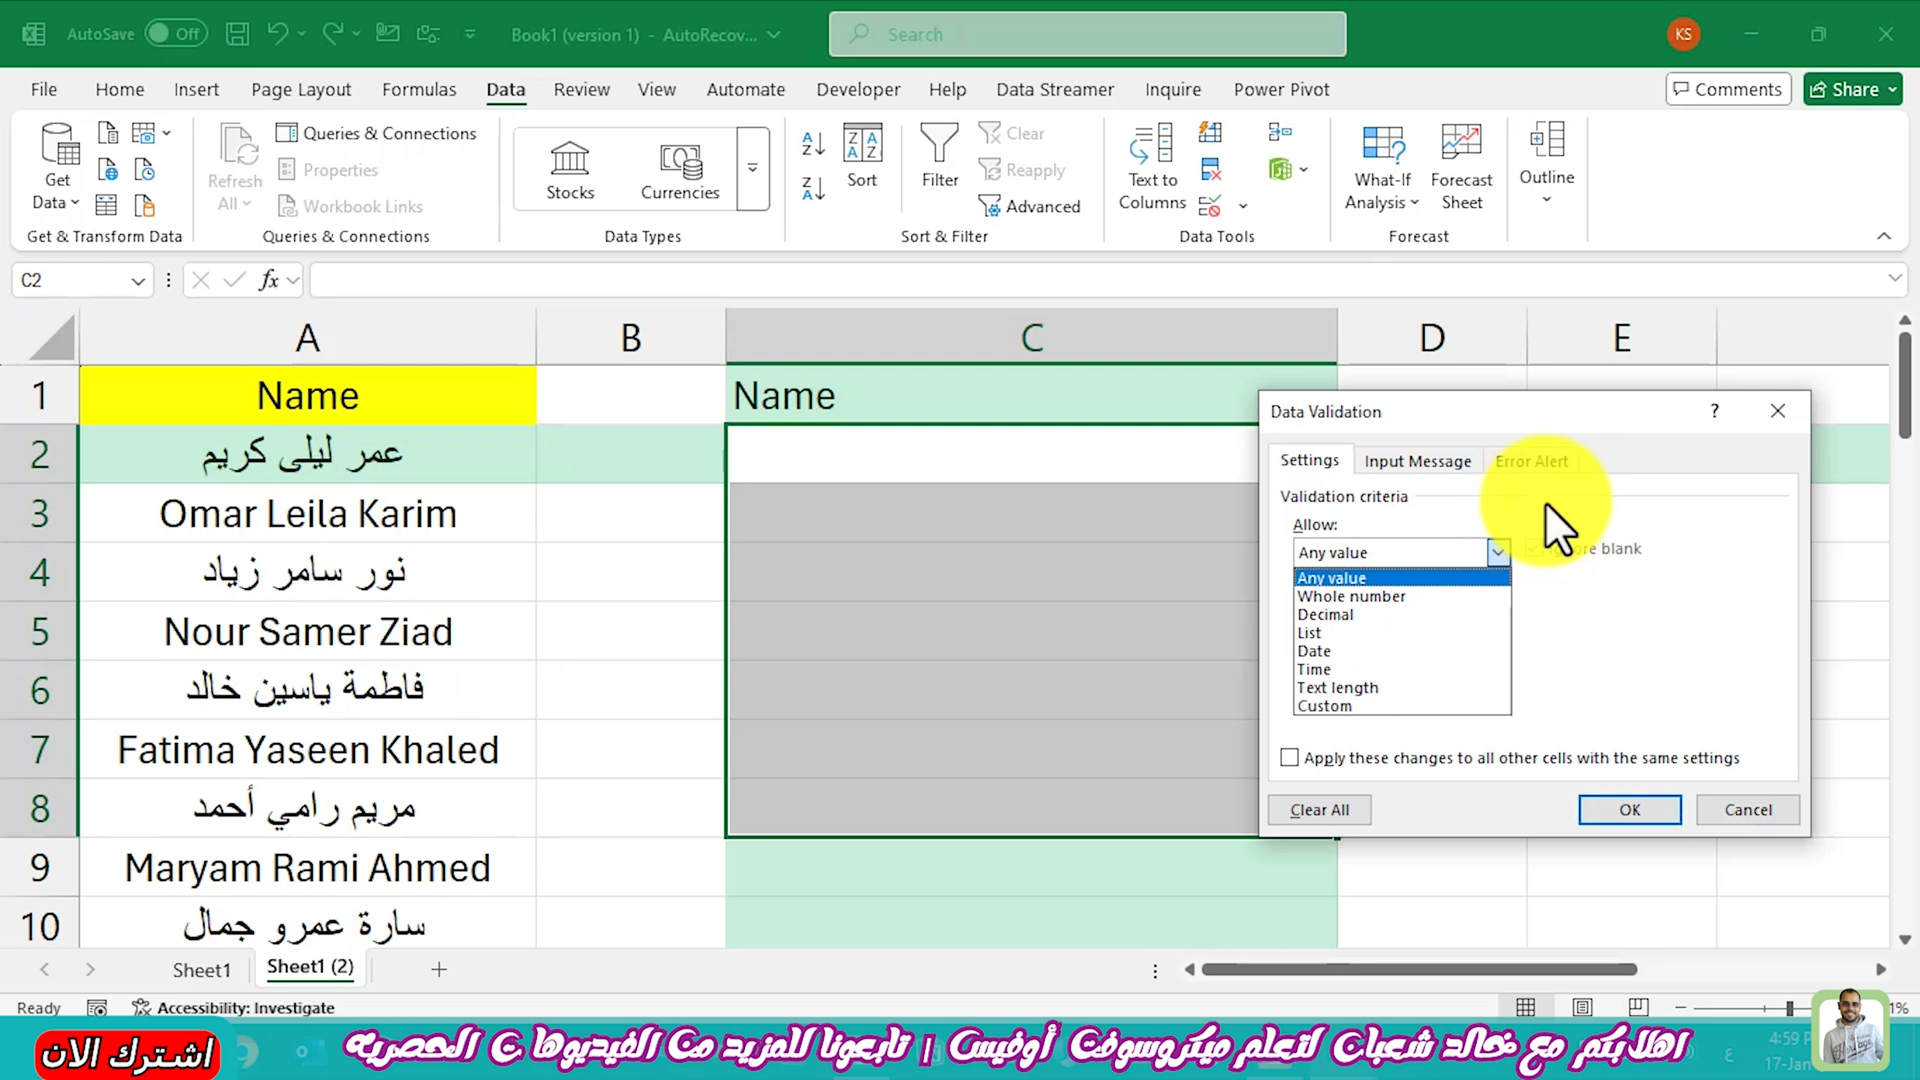 AutoSave Off Book1 (version 1) - AutoRecov... Search KS
File Home Insert Page Layout Formulas Data Review View Automate Developer Help Data Streamer Inquire Power Pivot Comments Share
Get Data
Refresh All
Queries & Connections
Properties
Workbook Links
Stocks Currencies
Sort
Filter
Clear
Reapply
Advanced
Text to Columns
What-If Analysis
Forecast Sheet
Outline
Get & Transform Data Queries & Connections Data Types Sort & Filter Data Tools Forecast
C2 fx
A B C D E
1 Name Name
2 عمر ليلى كريم
3 Omar Leila Karim
4 نور سامر زياد
5 Nour Samer Ziad
6 فاطمة ياسين خالد
7 Fatima Yaseen Khaled
8 مريم رامي أحمد
9 Maryam Rami Ahmed
10 سارة عمرو جمال
Data Validation ?
Settings Input Message Error Alert
Validation criteria
Allow:
Any value blank
Any value
Whole number
Decimal
List
Date
Time
Text length
Custom
Apply these changes to all other cells with the same settings
Clear All OK Cancel
Sheet1 Sheet1 (2)
Ready Accessibility: Investigate
اشترك الان
اهلا بكم مع خالد شعبان لتعلم ميكروسوفت أوفيس | تابعونا للمزيد من الفيديوهات الحصريه
4:59